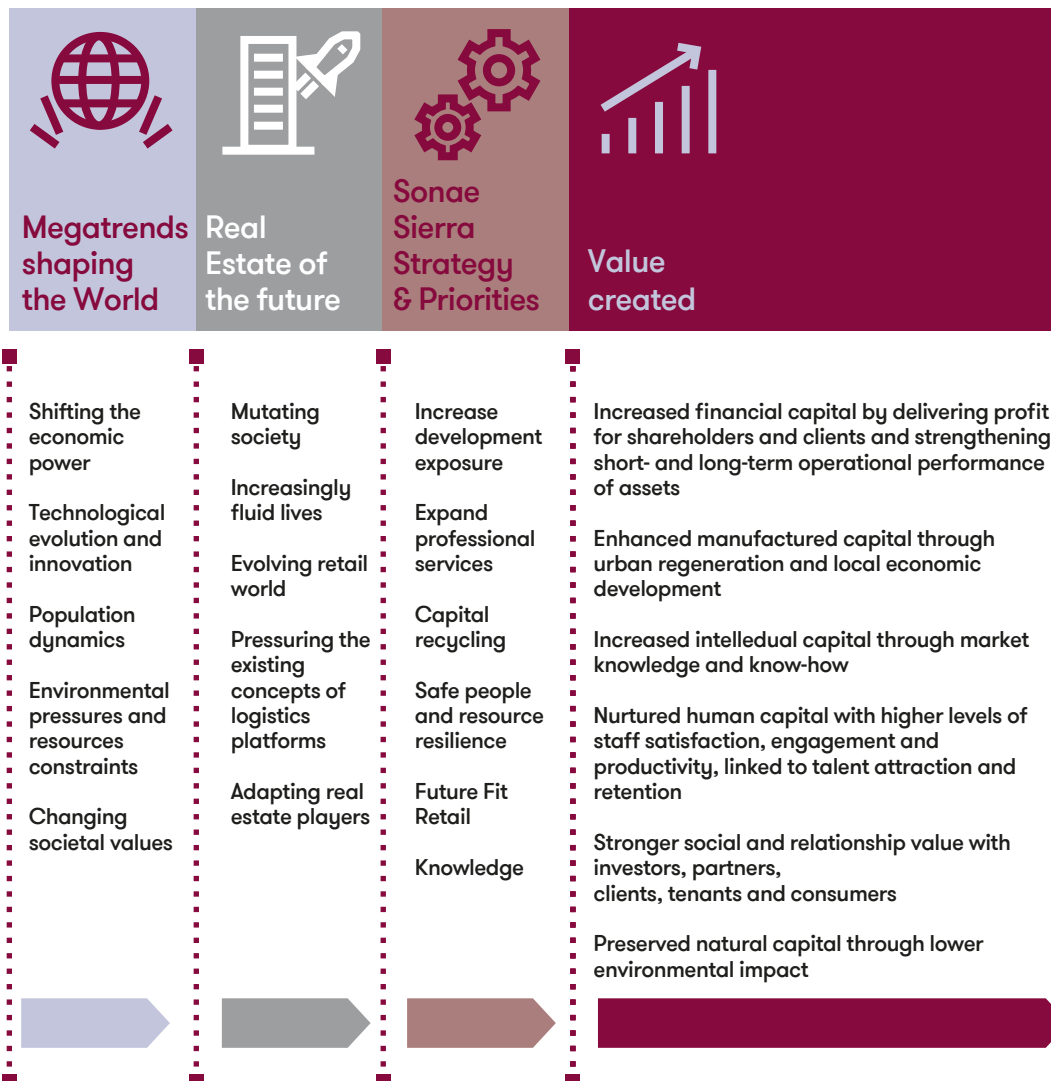 Megatrends
shaping
the World
Real
Estate of
the future
Sonae
Sierra
Strategy
& Priorities
Value
created
Shifting the
economic
power
Technological
evolution and
innovation
Population
dynamics
Environmental
pressures and
resources
constraints
Changing
societal values
Mutating
society
Increasingly
fluid lives
Evolving retail
world
Pressuring the
existing
concepts of
logistics
platforms
Adapting real
estate players
Increase
development
exposure
Expand
professional
services
Capital
recycling
Safe people
and resource
resilience
Future Fit
Retail
Knowledge
Increased financial capital by delivering profit
for shareholders and clients and strengthening
short- and long-term operational performance
of assets
Enhanced manufactured capital through
urban regeneration and local economic
development
Increased intelledual capital through market
knowledge and know-how
Nurtured human capital with higher levels of
staff satisfaction, engagement and
productivity, linked to talent attraction and
retention
Stronger social and relationship value with
investors, partners,
clients, tenants and consumers
Preserved natural capital through lower
environmental impact